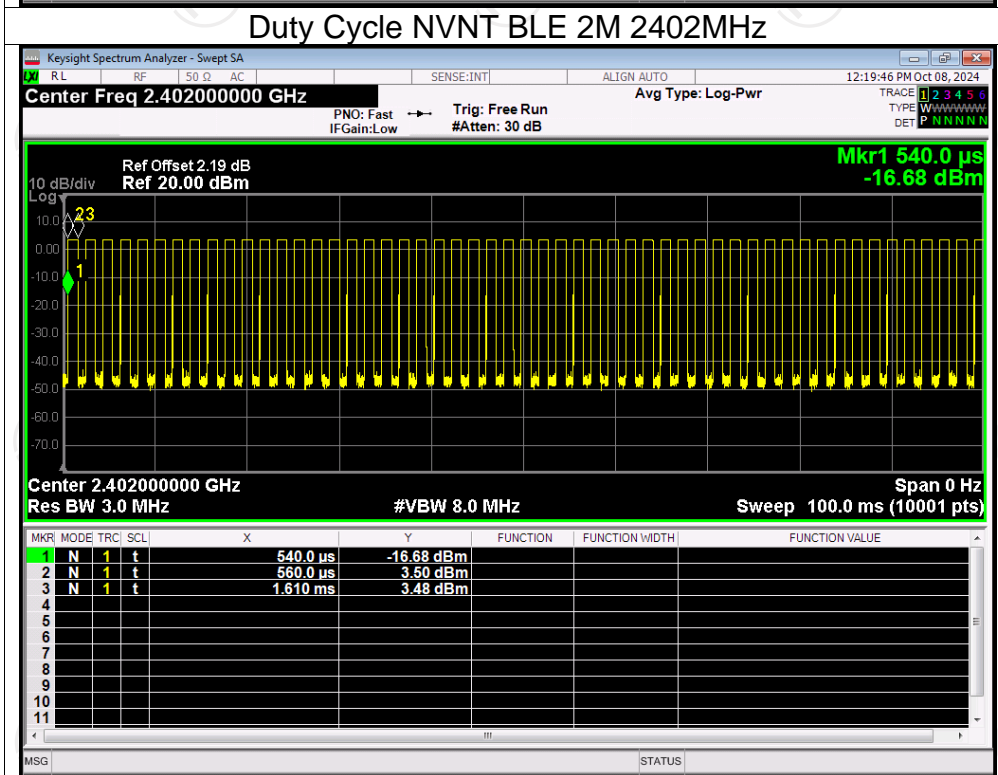 Duty Cycle NVNT BLE 2M 2402MHz
Keysight Spectrum Analyzer - Swept SA
LXI RL RF 50 Ω AC SENSE:INT ALIGN AUTO 12:19:46 PM Oct 08, 2024
Center Freq 2.402000000 GHz Avg Type: Log-Pwr TRACE 1 2 3 4 5 6
PNO: Fast Trig: Free Run TYPE WWWWWW
IFGain:Low #Atten: 30 dB DET P N N N N N
Mkr1 540.0 µs
Ref Offset 2.19 dB
10 dB/div Ref 20.00 dBm -16.68 dBm
Log
10.0 2 3
0.00
-10.0 1
-20.0
-30.0
-40.0
-50.0
-60.0
-70.0
Center 2.402000000 GHz Span 0 Hz
Res BW 3.0 MHz #VBW 8.0 MHz Sweep 100.0 ms (10001 pts)
MKR MODE TRC SCL X Y FUNCTION FUNCTION WIDTH FUNCTION VALUE
1 N 1 t 540.0 µs -16.68 dBm
2 N 1 t 560.0 µs 3.50 dBm
3 N 1 t 1.610 ms 3.48 dBm
4
5
6
7
8
9
10
11
MSG STATUS